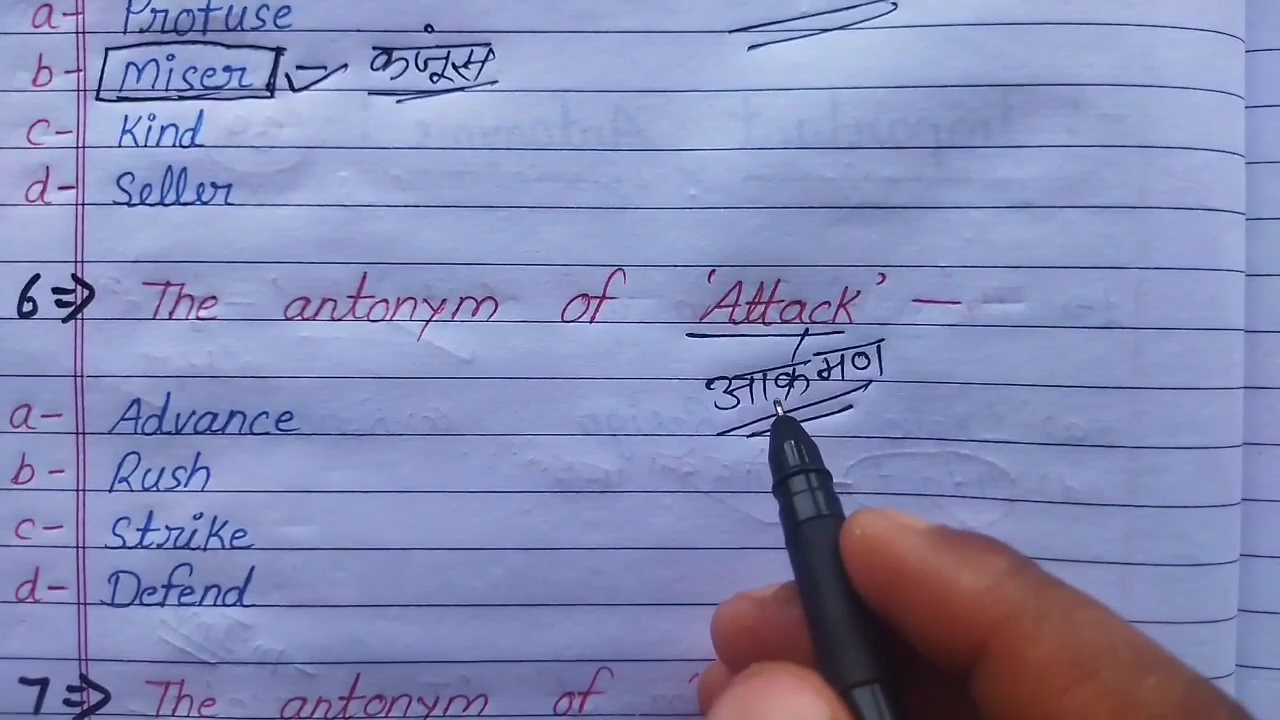 a- Profuse
b- Miser - कंजूस
c- Kind
d- Seller
6⇒ The antonym of 'Attack' -
आक्रमण
a- Advance
b- Rush
c- Strike
d- Defend
7⇒ The antonym of '